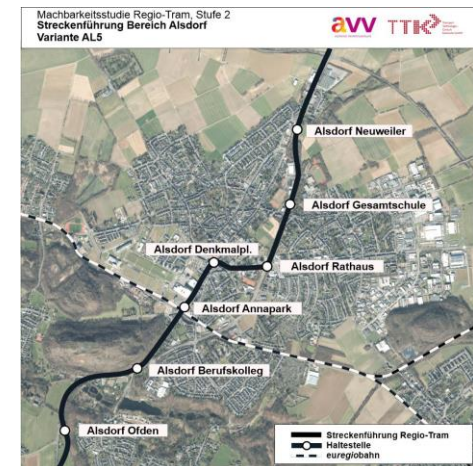 Machbarkeitsstudie Regio-Tram, Stufe 2
Streckenführung Bereich Alsdorf
Variante AL5
avv
TTK
Alsdorf Neuweiler
Alsdorf Gesamtschule
Alsdorf Denkmalpl.
Alsdorf Rathaus
Alsdorf Annapark
Alsdorf Berufskolleg
Alsdorf Ofden
Streckenführung Regio-Tram
Haltestelle
euregiobahn